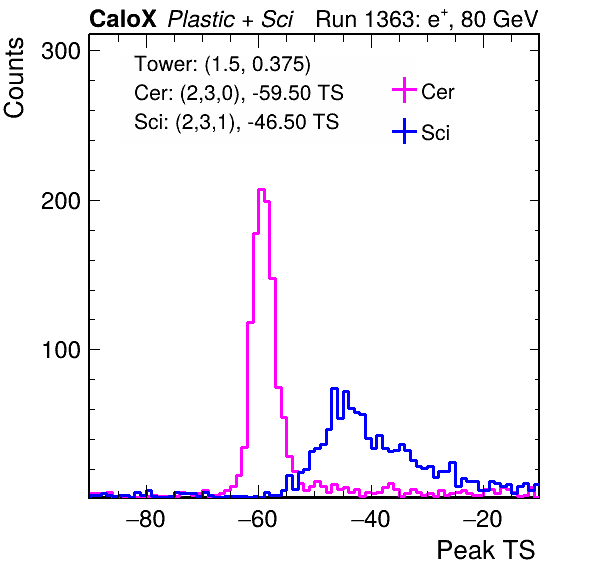 CaloX Plastic + Sci Run 1363: e+, 80 GeV
Counts
300
200
100
Tower: (1.5, 0.375)
Cer: (2,3,0), -59.50 TS
Sci: (2,3,1), -46.50 TS
Cer
Sci
−80 −60 −40 −20
Peak TS